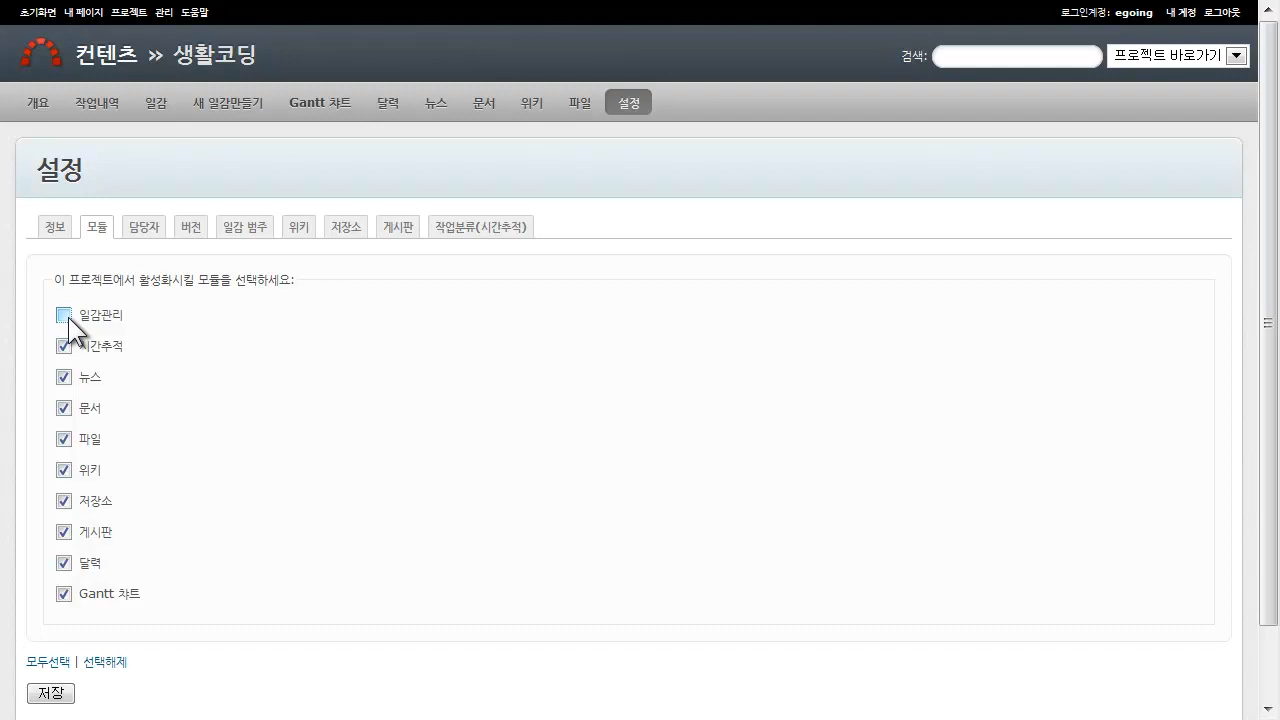 초기화면 내 페이지 프로젝트 관리 도움말 로그인계정: egoing 내 계정 로그아웃
컨텐츠 » 생활코딩 검색: 프로젝트 바로가기
개요 작업내역 일감 새 일감만들기 Gantt 챠트 달력 뉴스 문서 위키 파일 설정
설정
정보 모듈 담당자 버전 일감 범주 위키 저장소 게시판 작업분류(시간추적)
이 프로젝트에서 활성화시킬 모듈을 선택하세요:
일감관리
시간추적
뉴스
문서
파일
위키
저장소
게시판
달력
Gantt 챠트
모두선택 | 선택해제
저장